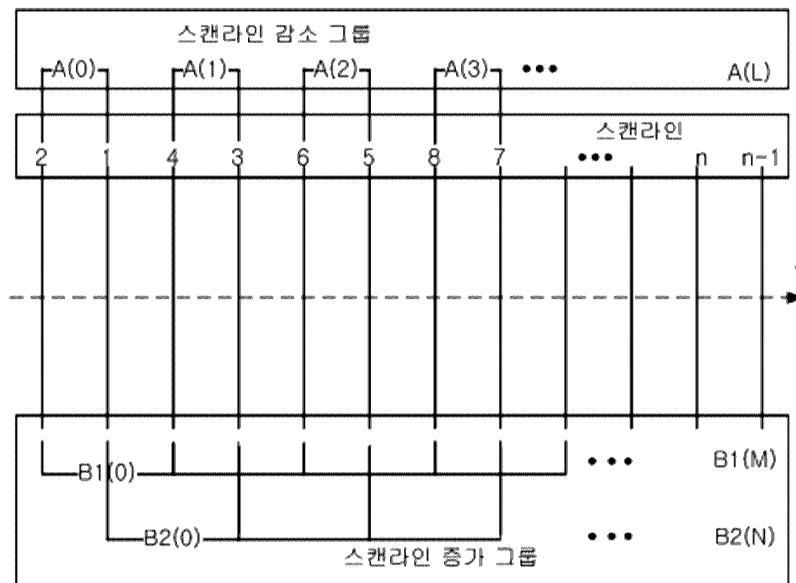 스캔라인 감소 그룹
A(0) A(1) A(2) A(3) ••• A(L)
스캔라인
2 1 4 3 6 5 8 7 ••• n n-1
B1(0) ••• B1(M)
B2(0) ••• B2(N)
스캔라인 증가 그룹